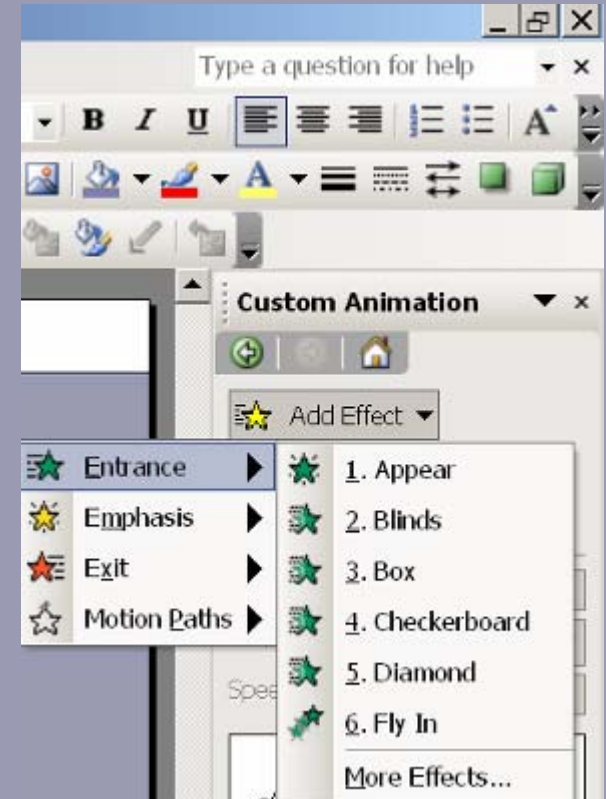 Type a question for help
B I U A
A
Custom Animation
Add Effect
Entrance
Emphasis
Exit
Motion Paths
1. Appear
2. Blinds
3. Box
4. Checkerboard
5. Diamond
6. Fly In
More Effects...